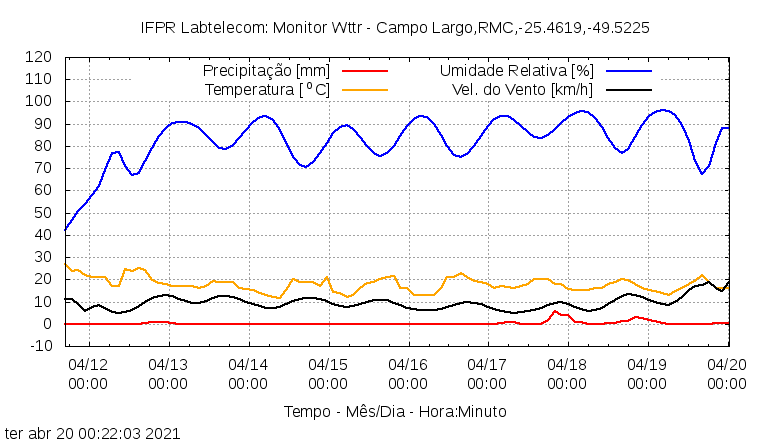 IFPR Labtelecom: Monitor Wttr - Campo Largo,RMC,-25.4619,-49.5225
Precipitação [mm]
Temperatura [⁰C]
Umidade Relativa [%]
Vel. do Vento [km/h]
120
110
100
90
80
70
60
50
40
30
20
10
0
-10
04/12 04/13 04/14 04/15 04/16 04/17 04/18 04/19 04/20
00:00 00:00 00:00 00:00 00:00 00:00 00:00 00:00 00:00
Tempo - Mês/Dia - Hora:Minuto
ter abr 20 00:22:03 2021